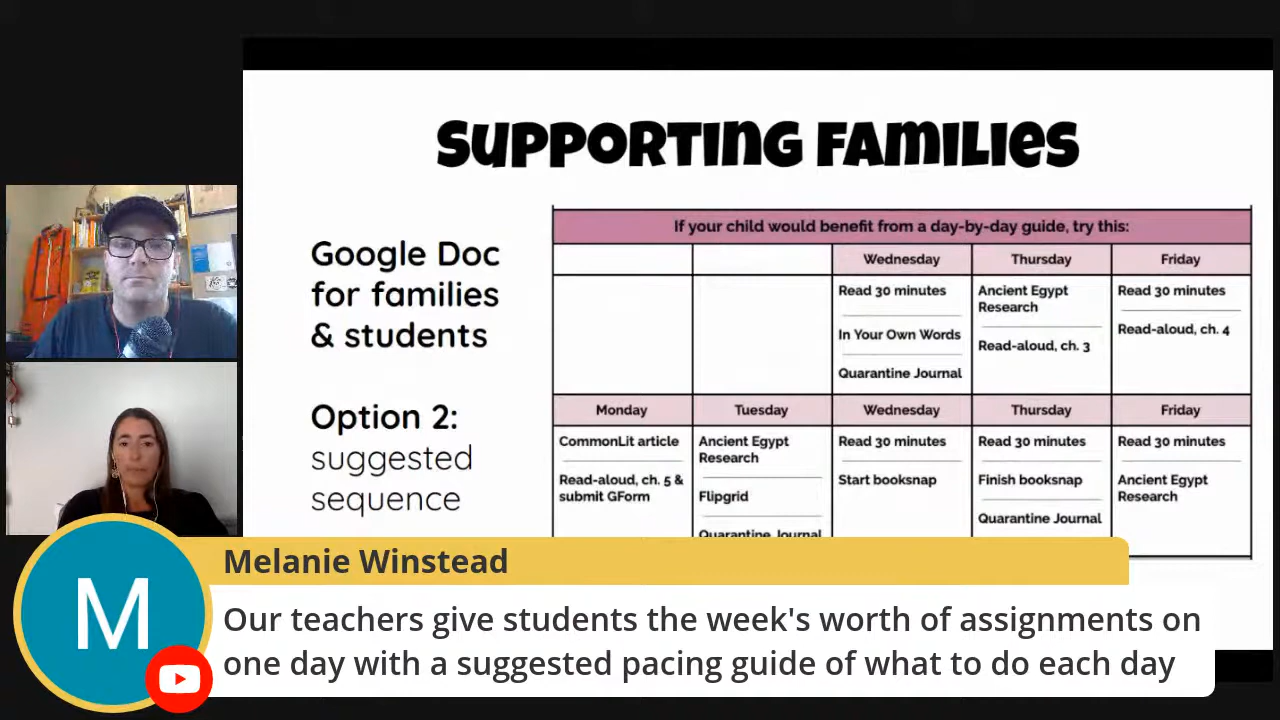 Supporting Families
Google Doc
for families
& students
Option 2:
suggested
sequence
If your child would benefit from a day-by-day guide, try this:
Wednesday
Thursday
Friday
Read 30 minutes
In Your Own Words
Quarantine Journal
Ancient Egypt
Research
Read-aloud, ch. 3
Read 30 minutes
Read-aloud, ch. 4
Monday
Tuesday
Wednesday
Thursday
Friday
CommonLit article
Read-aloud, ch. 5 &
submit GForm
Ancient Egypt
Research
Flipgrid
Quarantine Journal
Read 30 minutes
Start booksnap
Read 30 minutes
Finish booksnap
Quarantine Journal
Read 30 minutes
Ancient Egypt
Research
M
Melanie Winstead
Our teachers give students the week's worth of assignments on
one day with a suggested pacing guide of what to do each day